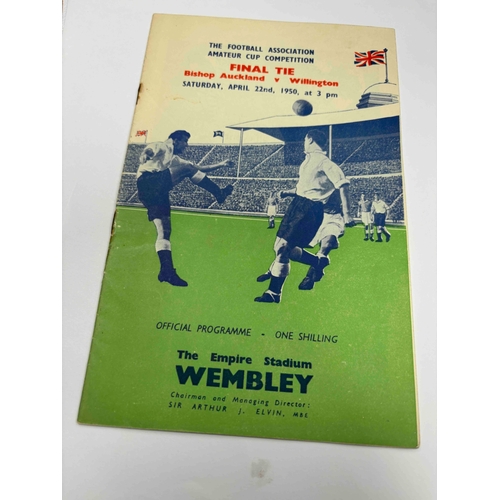 THE FOOTBALL ASSOCIATION
AMATEUR CUP COMPETITION
FINAL TIE
Bishop Auckland v Willington
SATURDAY, APRIL 22nd, 1950, at 3 pm
OFFICIAL PROGRAMME - ONE SHILLING
The Empire Stadium
WEMBLEY
Chairman and Managing Director:
SIR ARTHUR J. ELVIN, MBE